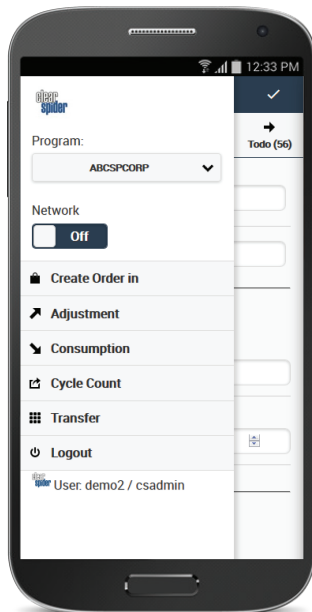 12:33 PM
clear
spider
Program:
Todo (56)
ABCSPCORP
Network
Off
Create Order in
Adjustment
Consumption
Cycle Count
Transfer
Logout
clear
spider
User: demo2 / csadmin